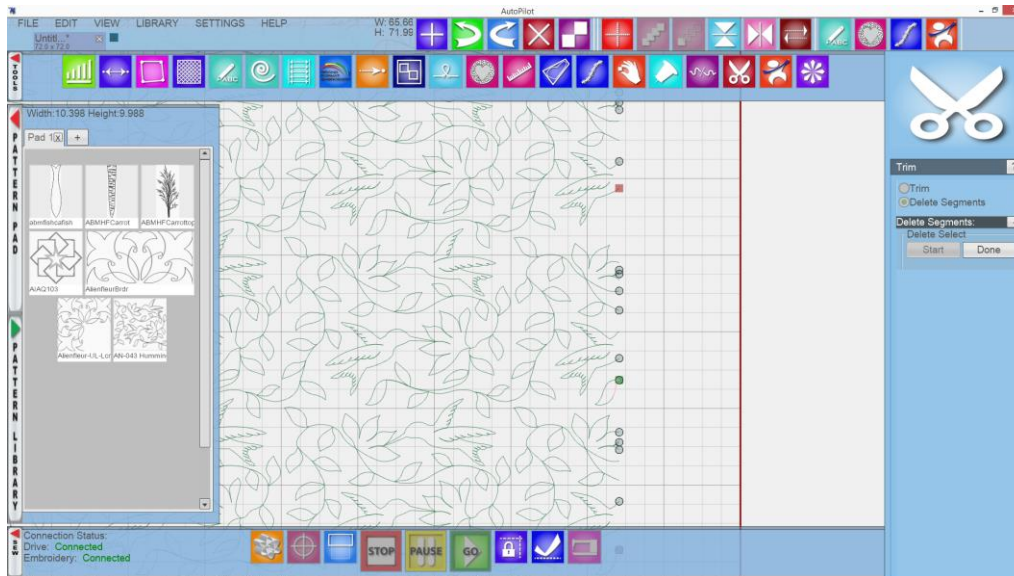 AutoPilot
FILE EDIT VIEW LIBRARY SETTINGS HELP
W: 65.66
H: 71.99
Untitl...*
72.0 x 72.0
TOOLS
ABC
ABC
PATTERN PAD
Width:10.398 Height:9.988
Pad 1 x +
ABMHFCarrot ABMHFCarrottop
AIAQ103 AlienfleurBrdr
Alienfleur-U/L-Lor AN-043 Hummin
PATTERN LIBRARY
Trim
Trim
Delete Segments
Delete Segments:
Delete Select
Start Done
SEW
Connection Status:
Drive: Connected
Embroidery: Connected
STOP PAUSE GO